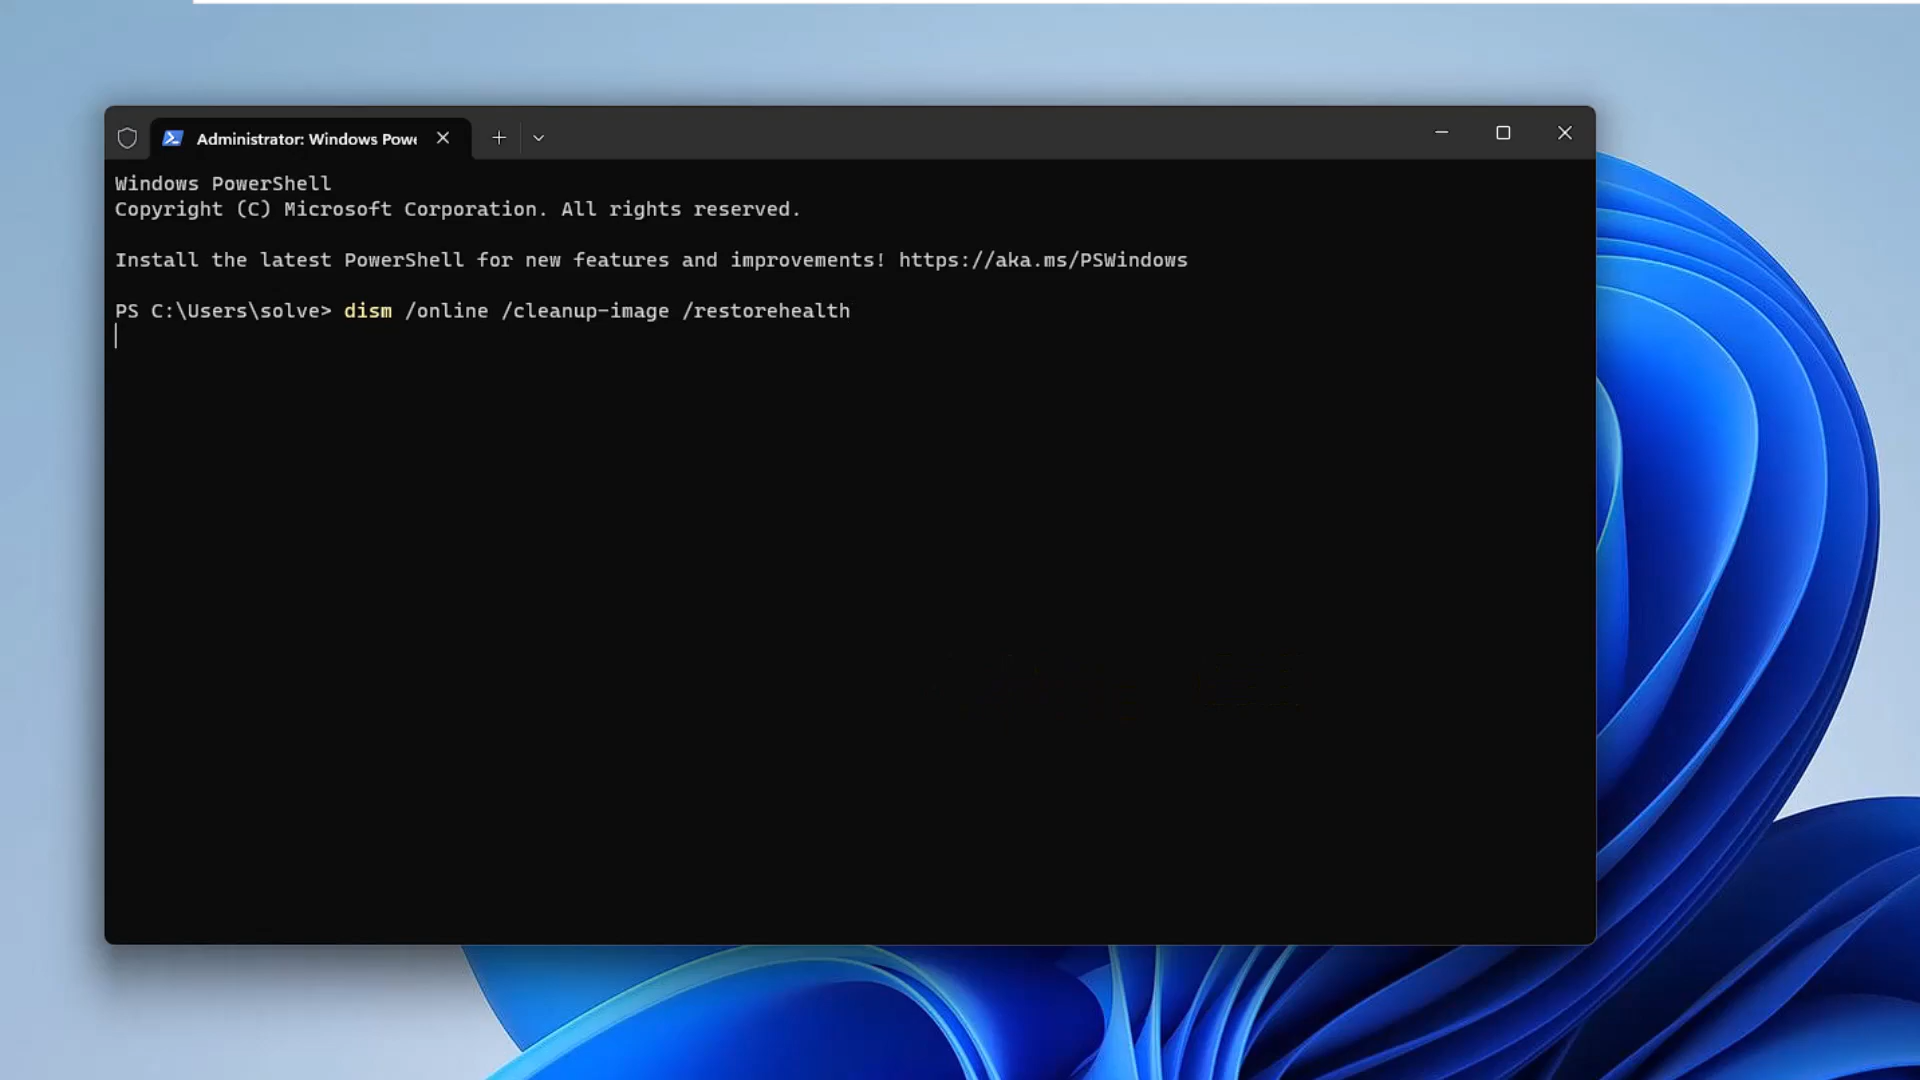 Administrator: Windows Powe
Windows PowerShell
Copyright (C) Microsoft Corporation. All rights reserved.
Install the latest PowerShell for new features and improvements! https://aka.ms/PSWindows
PS C:\Users\solve> dism /online /cleanup-image /restorehealth